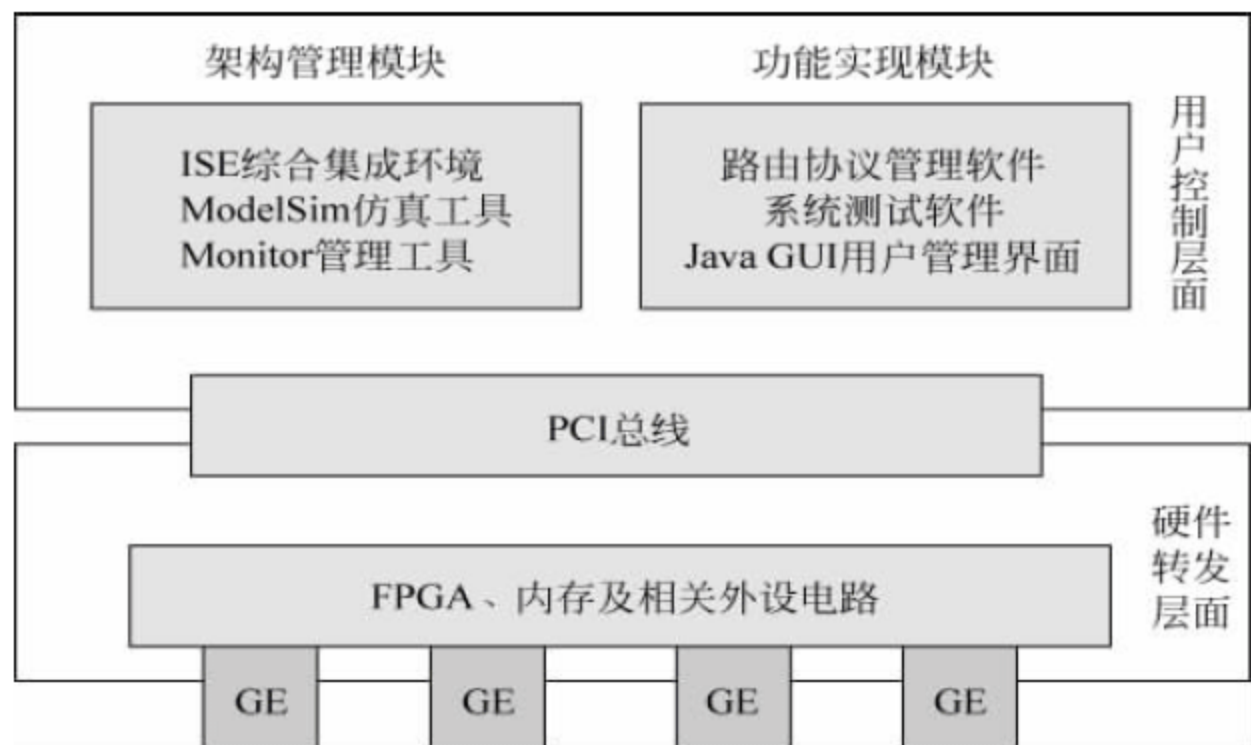 架构管理模块
ISE综合集成环境
ModelSim仿真工具
Monitor管理工具
功能实现模块
路由协议管理软件
系统测试软件
Java GUI用户管理界面
用户控制层面
PCI总线
硬件
转发
层面
FPGA、内存及相关外设电路
GE
GE
GE
GE